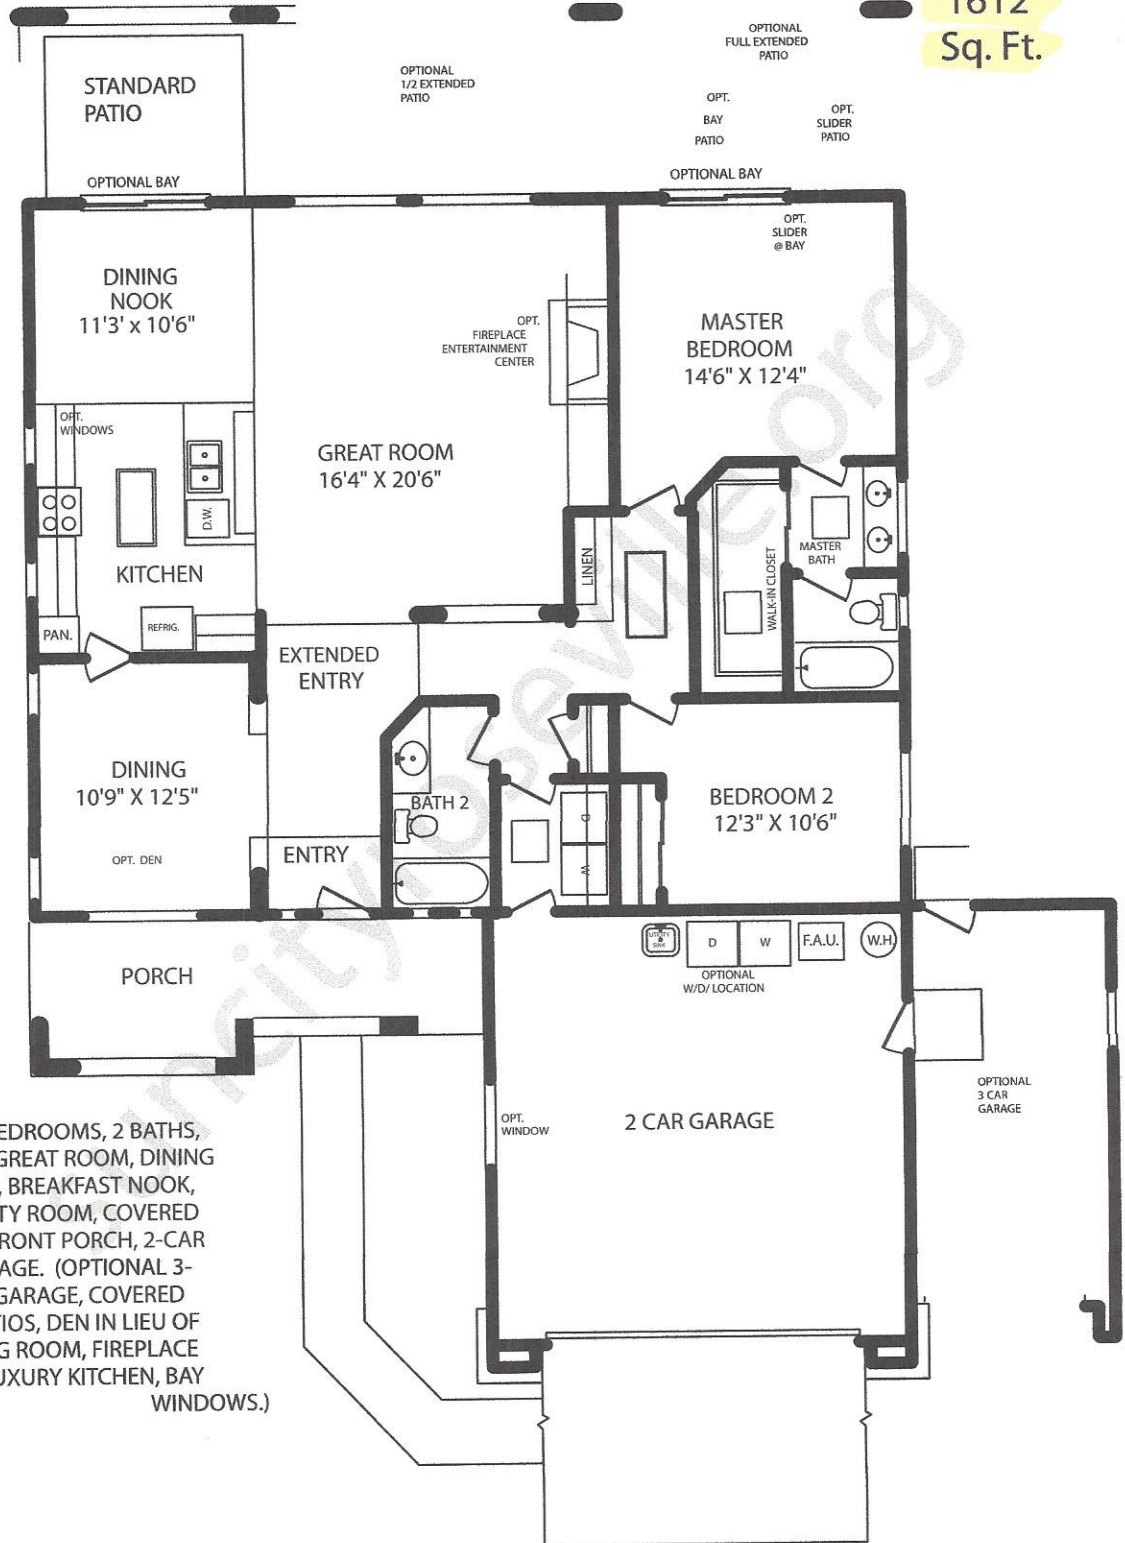 1612
Sq. Ft.
OPTIONAL
FULL EXTENDED
PATIO
OPTIONAL
1/2 EXTENDED
PATIO
STANDARD
PATIO
OPT.
BAY
PATIO
OPT.
SLIDER
PATIO
OPTIONAL BAY
OPTIONAL BAY
OPT.
SLIDER
@ BAY
DINING
NOOK
11'3' x 10'6"
OPT.
FIREPLACE
ENTERTAINMENT
CENTER
MASTER
BEDROOM
14'6" X 12'4"
OPT.
WINDOWS
GREAT ROOM
16'4" X 20'6"
D.W.
KITCHEN
LINEN
WALK-IN CLOSET
MASTER
BATH
PAN.
REFRIG.
EXTENDED
ENTRY
DINING
10'9" X 12'5"
OPT. DEN
ENTRY
BATH 2
D
W
BEDROOM 2
12'3" X 10'6"
PORCH
UTILITY
SINK
D
W
F.A.U.
W.H.
OPTIONAL
W/D/ LOCATION
OPTIONAL
3 CAR
GARAGE
OPT.
WINDOW
2 CAR GARAGE
EDROOMS, 2 BATHS,
GREAT ROOM, DINING
, BREAKFAST NOOK,
TY ROOM, COVERED
RONT PORCH, 2-CAR
AGE. (OPTIONAL 3-
GARAGE, COVERED
TIOS, DEN IN LIEU OF
G ROOM, FIREPLACE
UXURY KITCHEN, BAY
WINDOWS.)
suncityroseville.org